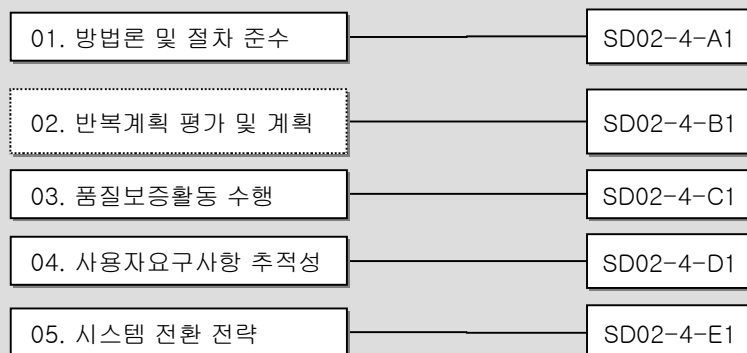 01. 방법론 및 절차 준수
SD02-4-A1
02. 반복계획 평가 및 계획
SD02-4-B1
03. 품질보증활동 수행
SD02-4-C1
04. 사용자요구사항 추적성
SD02-4-D1
05. 시스템 전환 전략
SD02-4-E1